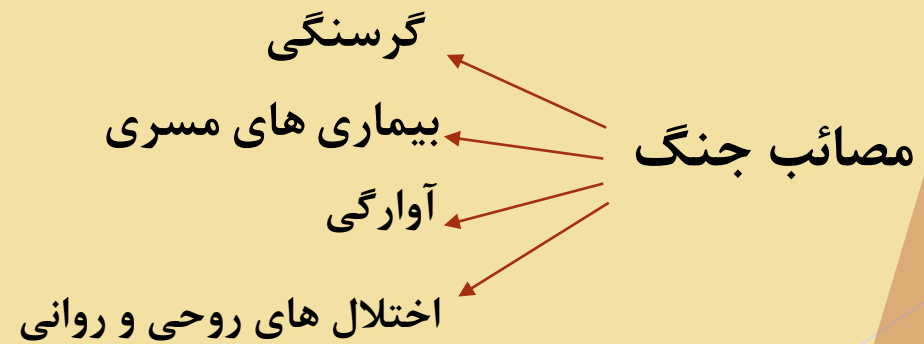 مصائب جنگ
گرسنگی
بیماری های مسری
آوارگی
اختلال های روحی و روانی